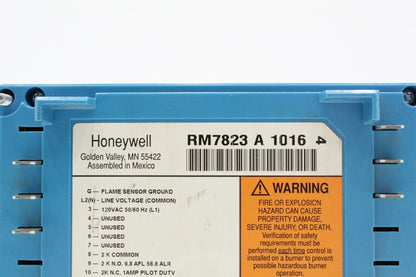 Honeywell
Golden Valley, MN 55422
Assembled in Mexico
RM7823 A 1016 4
G – FLAME SENSOR GROUND
L2(N) - LINE VOLTAGE (COMMON)
3 – 120VAC 50/60 Hz (L1)
4 – UNUSED
5 – UNUSED
6 – UNUSED
7 – UNUSED
8 – 2 K COMMON
9 – 2 K N.O. 9.8 AFL 58.8 ALR
10 – 2K N.C. 1AMP PILOT DUTY
WARNING
FIRE OR EXPLOSION
HAZARD CAN CAUSE
PROPERTY DAMAGE,
SEVERE INJURY, OR DEATH.
Verification of safety
requirements must be
performed each time control is
installed on a burner to prevent
possible hazardous burner
operation